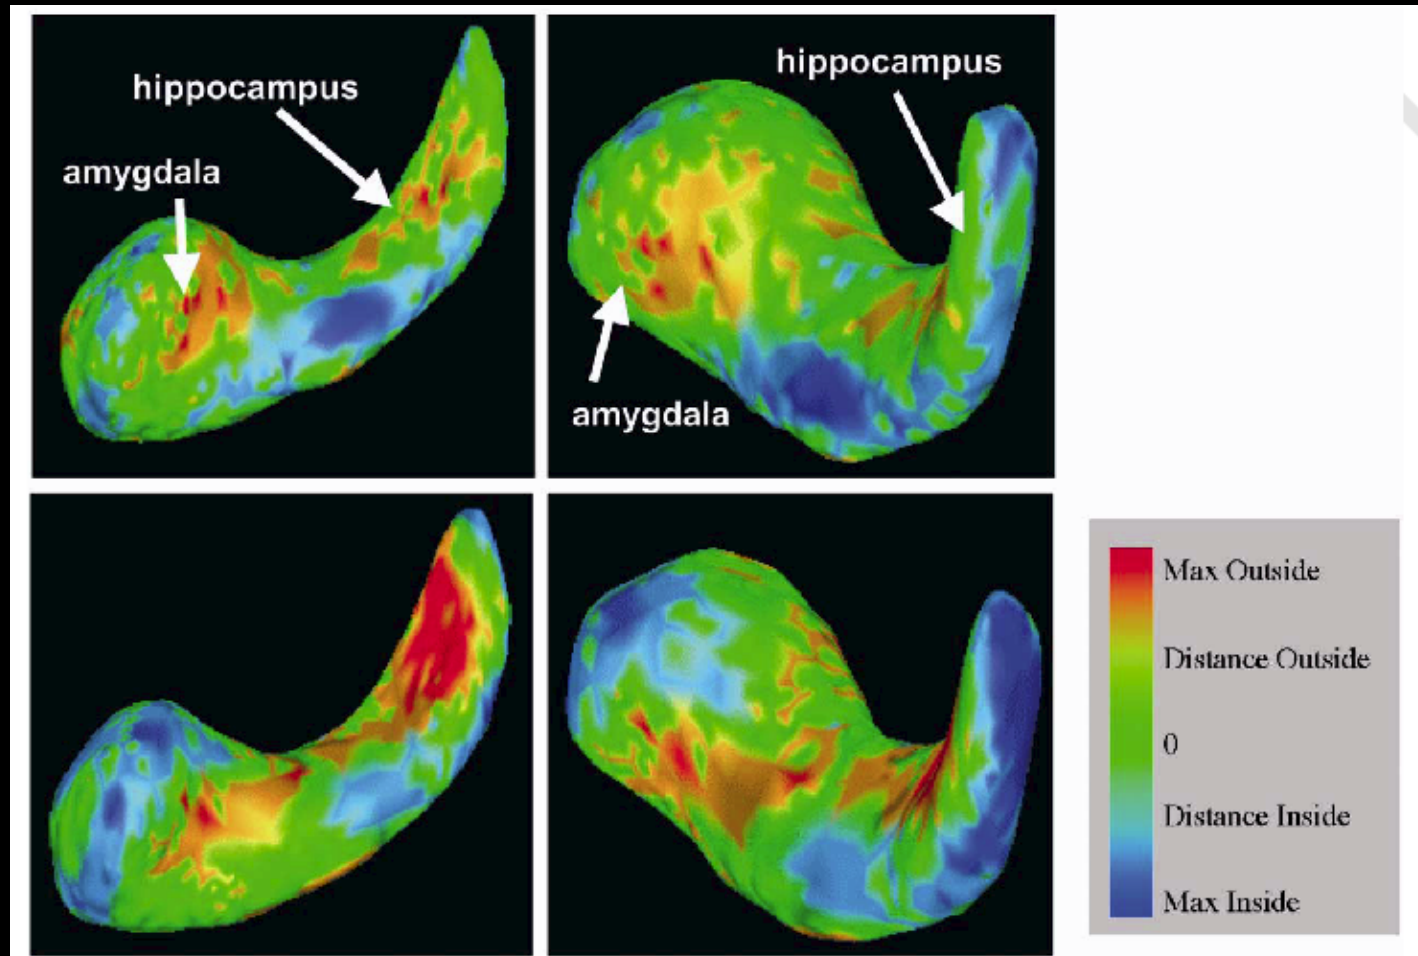 hippocampus
amygdala
hippocampus
amygdala
Max Outside
Distance Outside
0
Distance Inside
Max Inside